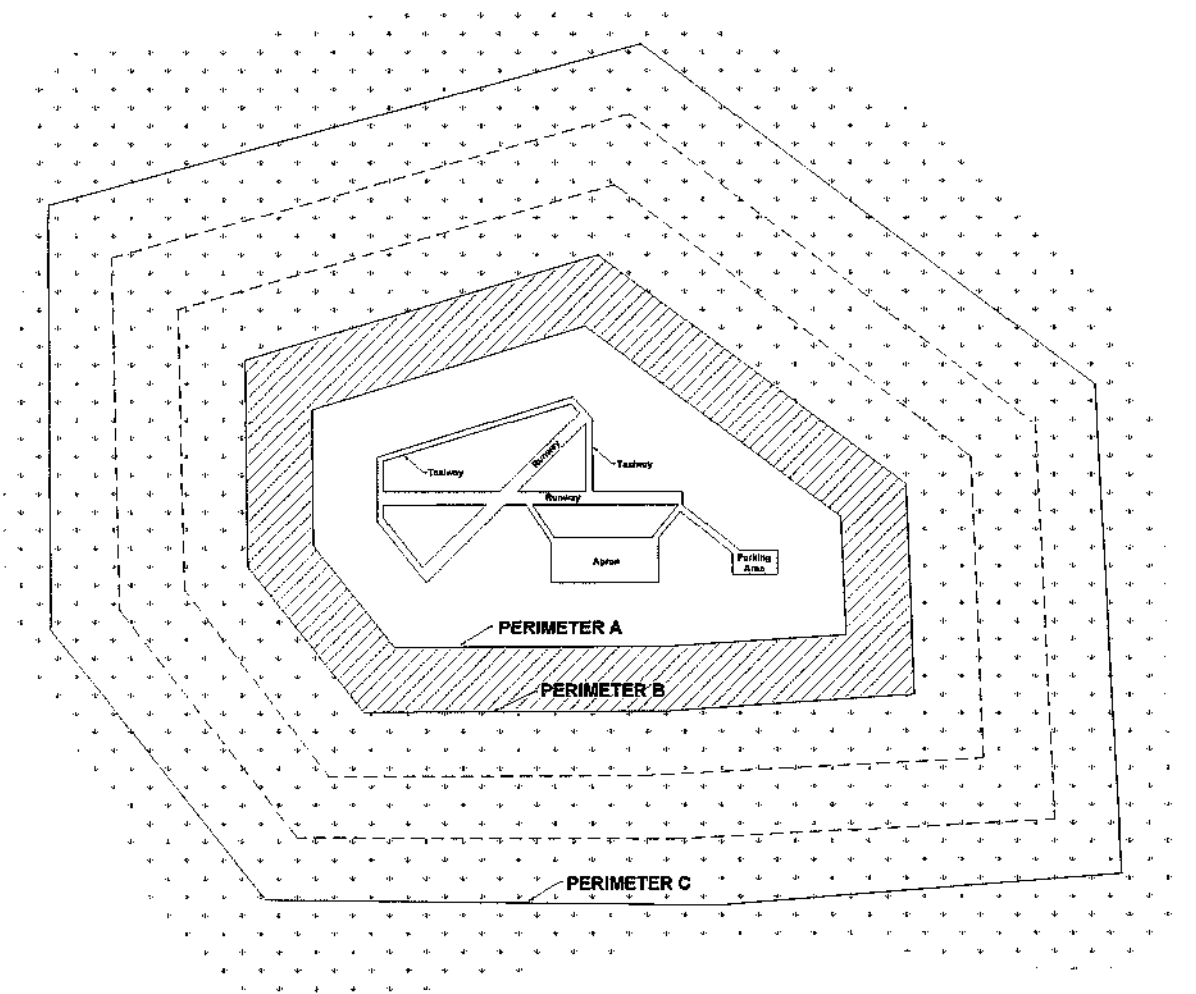 Runway
Taxiway
Taxiway
Runway
Apron
Parking
Area
PERIMETER A
PERIMETER B
PERIMETER C